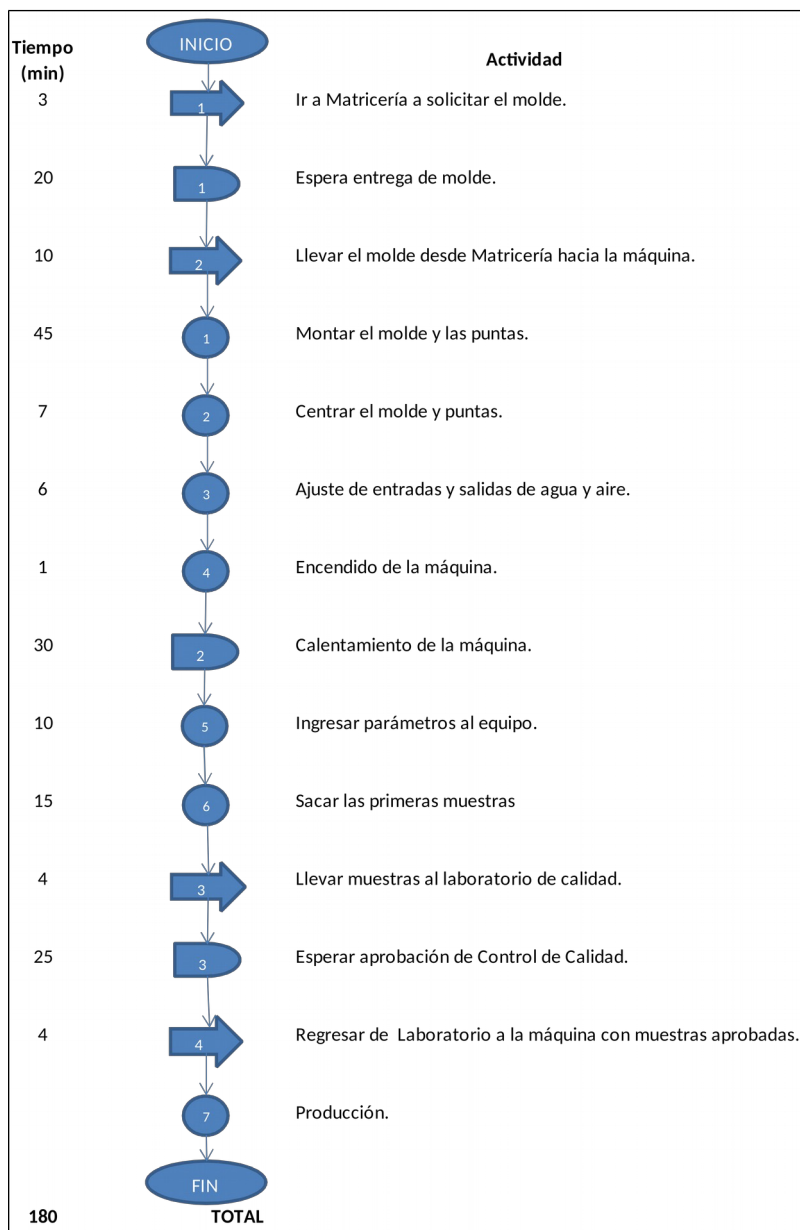 INICIO
Tiempo
(min)
Actividad
3 1 Ir a Matricería a solicitar el molde.
20 1 Espera entrega de molde.
10 2 Llevar el molde desde Matricería hacia la máquina.
45 1 Montar el molde y las puntas.
7 2 Centrar el molde y puntas.
6 3 Ajuste de entradas y salidas de agua y aire.
1 4 Encendido de la máquina.
30 2 Calentamiento de la máquina.
10 5 Ingresar parámetros al equipo.
15 6 Sacar las primeras muestras
4 3 Llevar muestras al laboratorio de calidad.
25 3 Esperar aprobación de Control de Calidad.
4 4 Regresar de Laboratorio a la máquina con muestras aprobadas.
7 Producción.
FIN
180 TOTAL